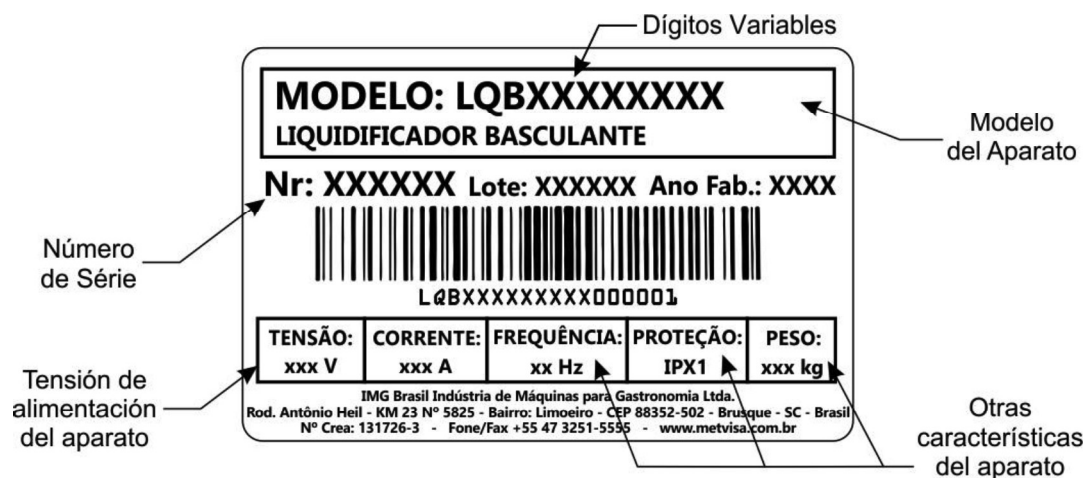 Dígitos Variables
MODELO: LQBXXXXXXXX
LIQUIDIFICADOR BASCULANTE
Modelo
del Aparato
Nr: XXXXXX Lote: XXXXXX Ano Fab.: XXXX
Número
de Série
LQBXXXXXXXXX000001
TENSÃO: CORRENTE: FREQUÊNCIA: PROTEÇÃO: PESO:
xxx V xxx A xx Hz IPX1 xxx kg
Tensión de
alimentación
del aparato
IMG Brasil Indústria de Máquinas para Gastronomia Ltda.
Rod. Antônio Heil - KM 23 Nº 5825 - Bairro: Limoeiro - CEP 88352-502 - Brusque - SC - Brasil
Nº Crea: 131726-3 - Fone/Fax +55 47 3251-5555 - www.metvisa.com.br
Otras
características
del aparato